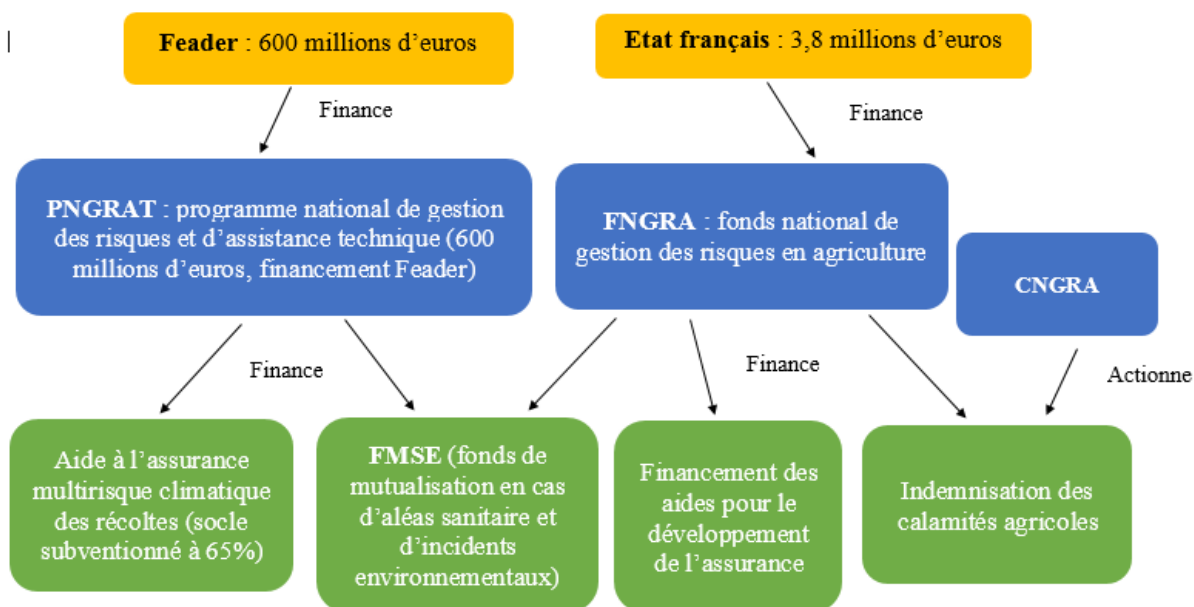 Feader : 600 millions d’euros
Etat français : 3,8 millions d’euros
Finance
Finance
PNGRAT : programme national de gestion
des risques et d’assistance technique (600
millions d’euros, financement Feader)
FNGRA : fonds national de
gestion des risques en agriculture
CNGRA
Finance
Finance
Actionne
Aide à l’assurance
multirisque climatique
des récoltes (socle
subventionné à 65%)
FMSE (fonds de
mutualisation en cas
d’aléas sanitaire et
d’incidents
environnementaux)
Financement des
aides pour le
développement
de l’assurance
Indemnisation des
calamités agricoles